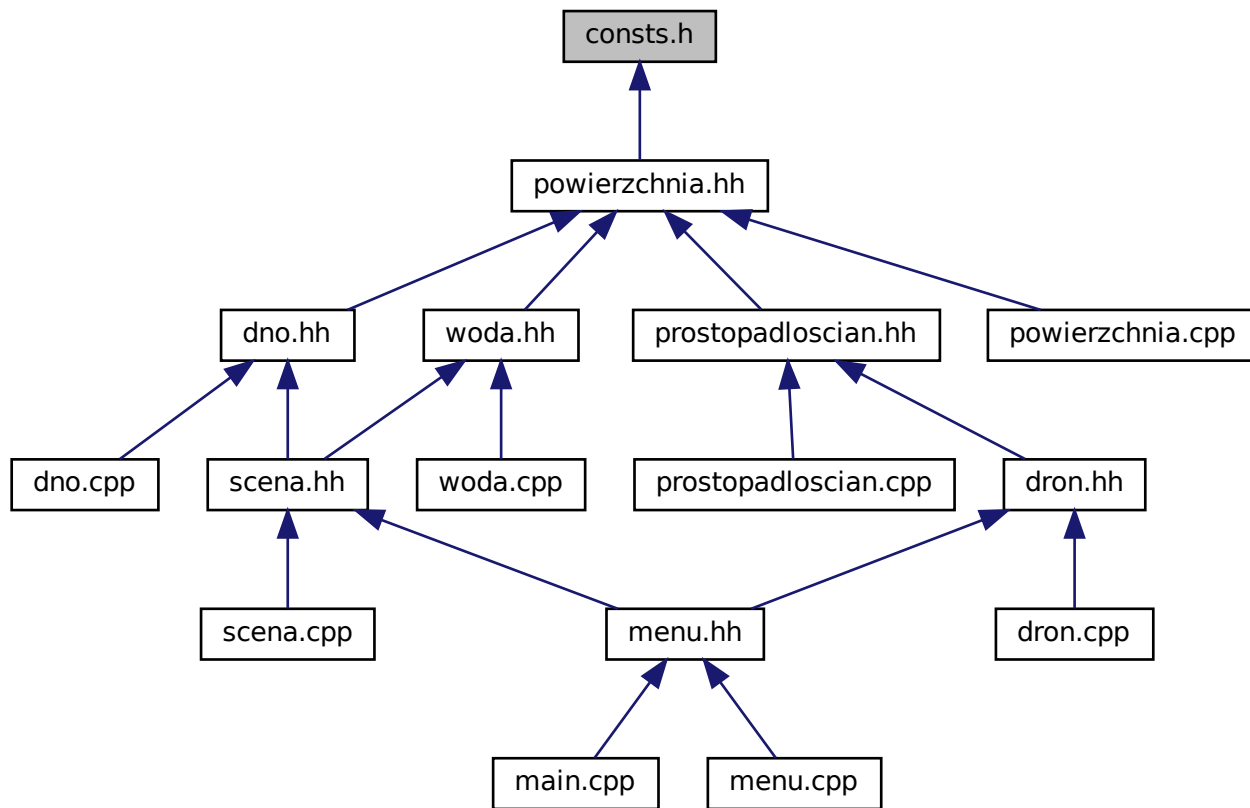 consts.h
powierzchnia.hh
dno.hh
woda.hh
prostopadloscian.hh
powierzchnia.cpp
dno.cpp
scena.hh
woda.cpp
prostopadloscian.cpp
dron.hh
scena.cpp
menu.hh
dron.cpp
main.cpp
menu.cpp